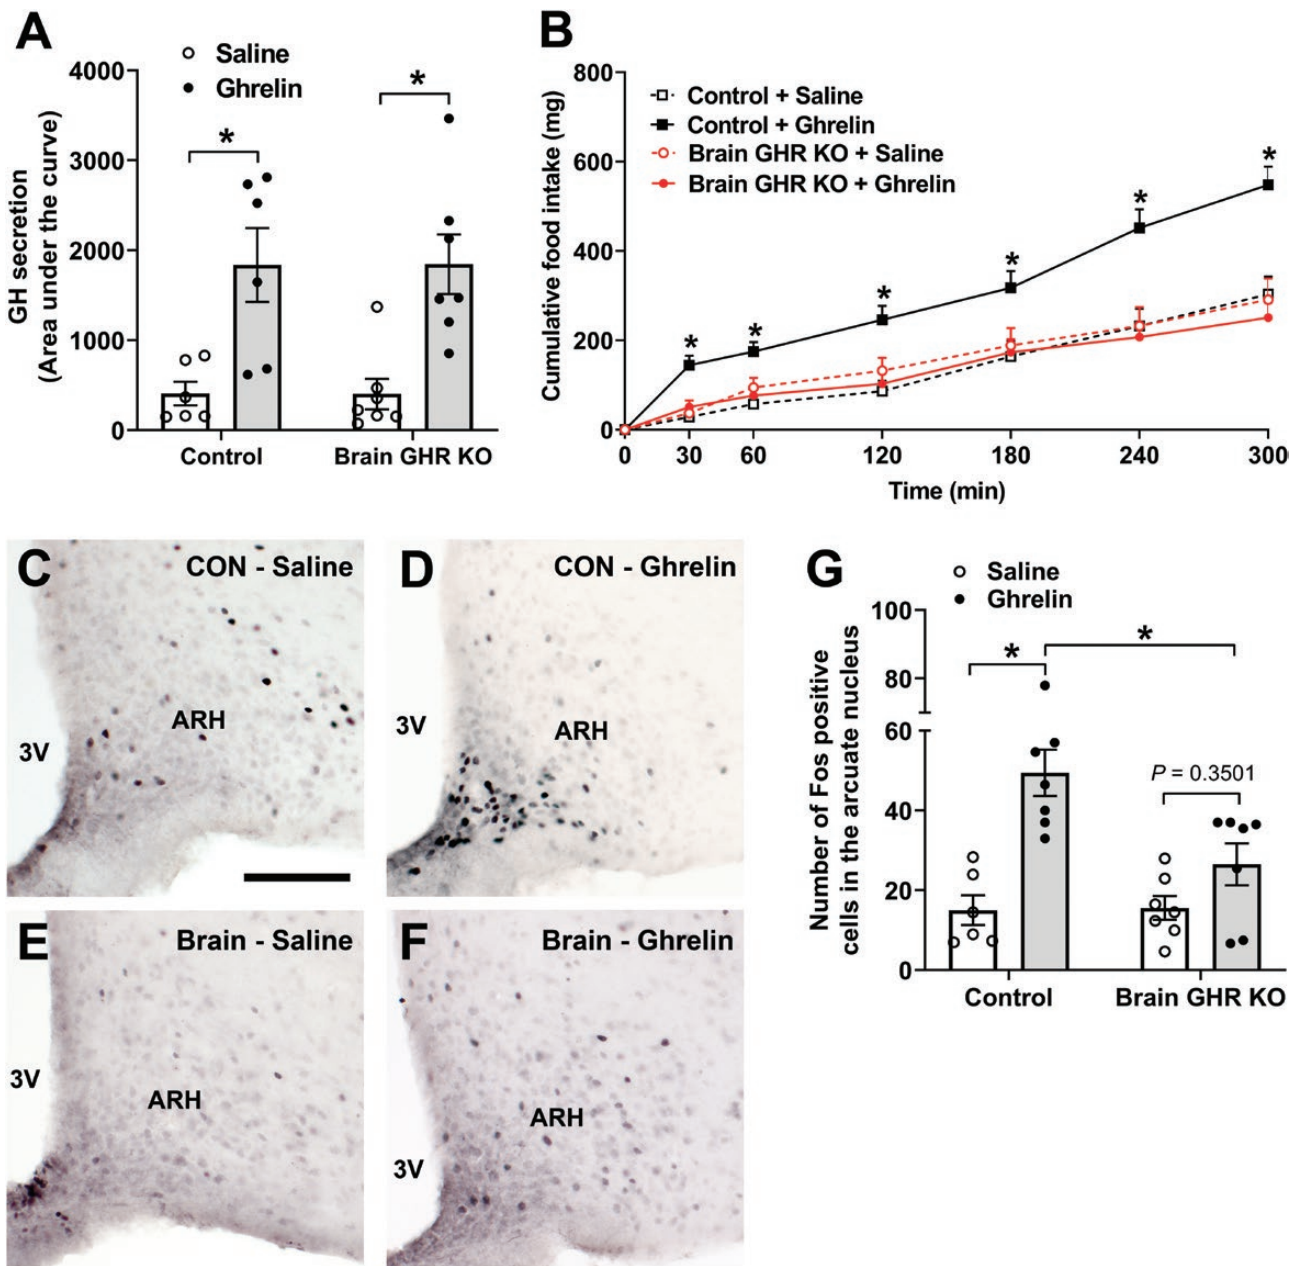 A
Saline
Ghrelin
GH secretion
(Area under the curve)
4000
3000
2000
1000
0
*
*
Control
Brain GHR KO
B
Cumulative food intake (mg)
800
600
400
200
0
Control + Saline
Control + Ghrelin
Brain GHR KO + Saline
Brain GHR KO + Ghrelin
*
*
*
*
*
*
0
30
60
120
180
240
300
Time (min)
C
CON - Saline
ARH
3V
D
CON - Ghrelin
ARH
3V
E
Brain - Saline
3V
ARH
F
Brain - Ghrelin
ARH
3V
G
Saline
Ghrelin
Number of Fos positive
cells in the arcuate nucleus
100
80
60
40
20
0
*
*
P = 0.3501
Control
Brain GHR KO